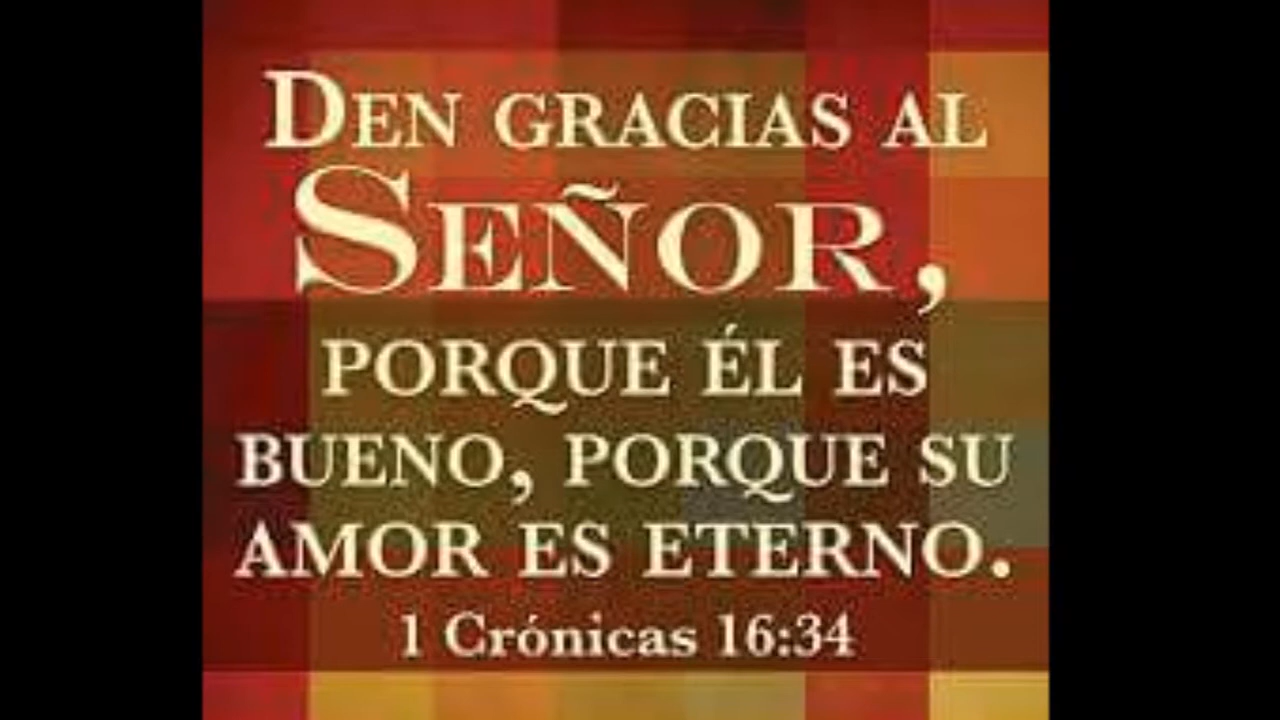 DEN GRACIAS AL
SEÑOR,
PORQUE ÉL ES
BUENO, PORQUE SU
AMOR ES ETERNO.
1 Crónicas 16:34